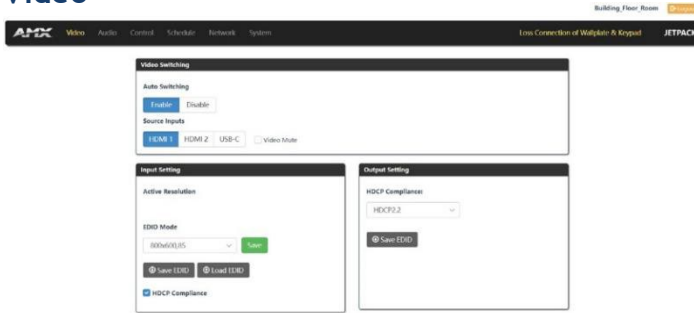 Video
Building_Floor_Room Logout
AMX Video Audio Control Schedule Network System Loss Connection of Wallplate & Keypad JETPACK
Video Switching
Auto Switching
Enable Disable
Source Inputs
HDMI 1 HDMI 2 USB-C Video Mute
Input Setting
Active Resolution
EDID Mode
800x600,85 Save
Save EDID Load EDID
HDCP Compliance
Output Setting
HDCP Compliance:
HDCP2.2
Save EDID